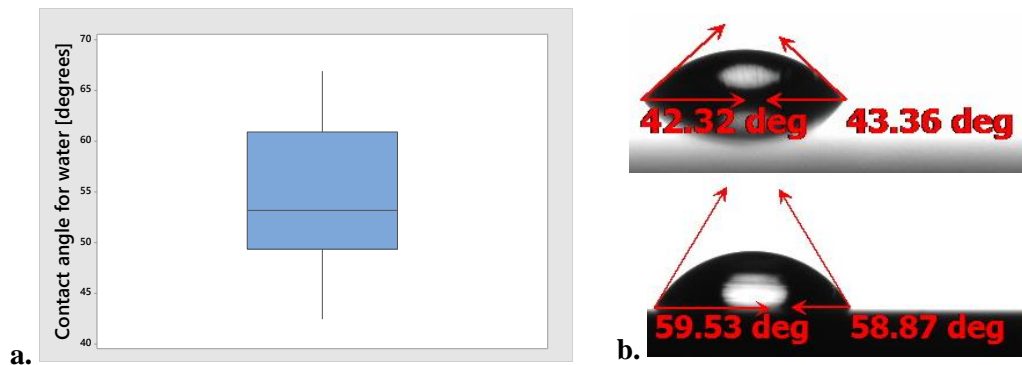 Contact angle for water [degrees]
70
65
60
55
50
45
40
a.
42.32 deg 43.36 deg
59.53 deg 58.87 deg
b.